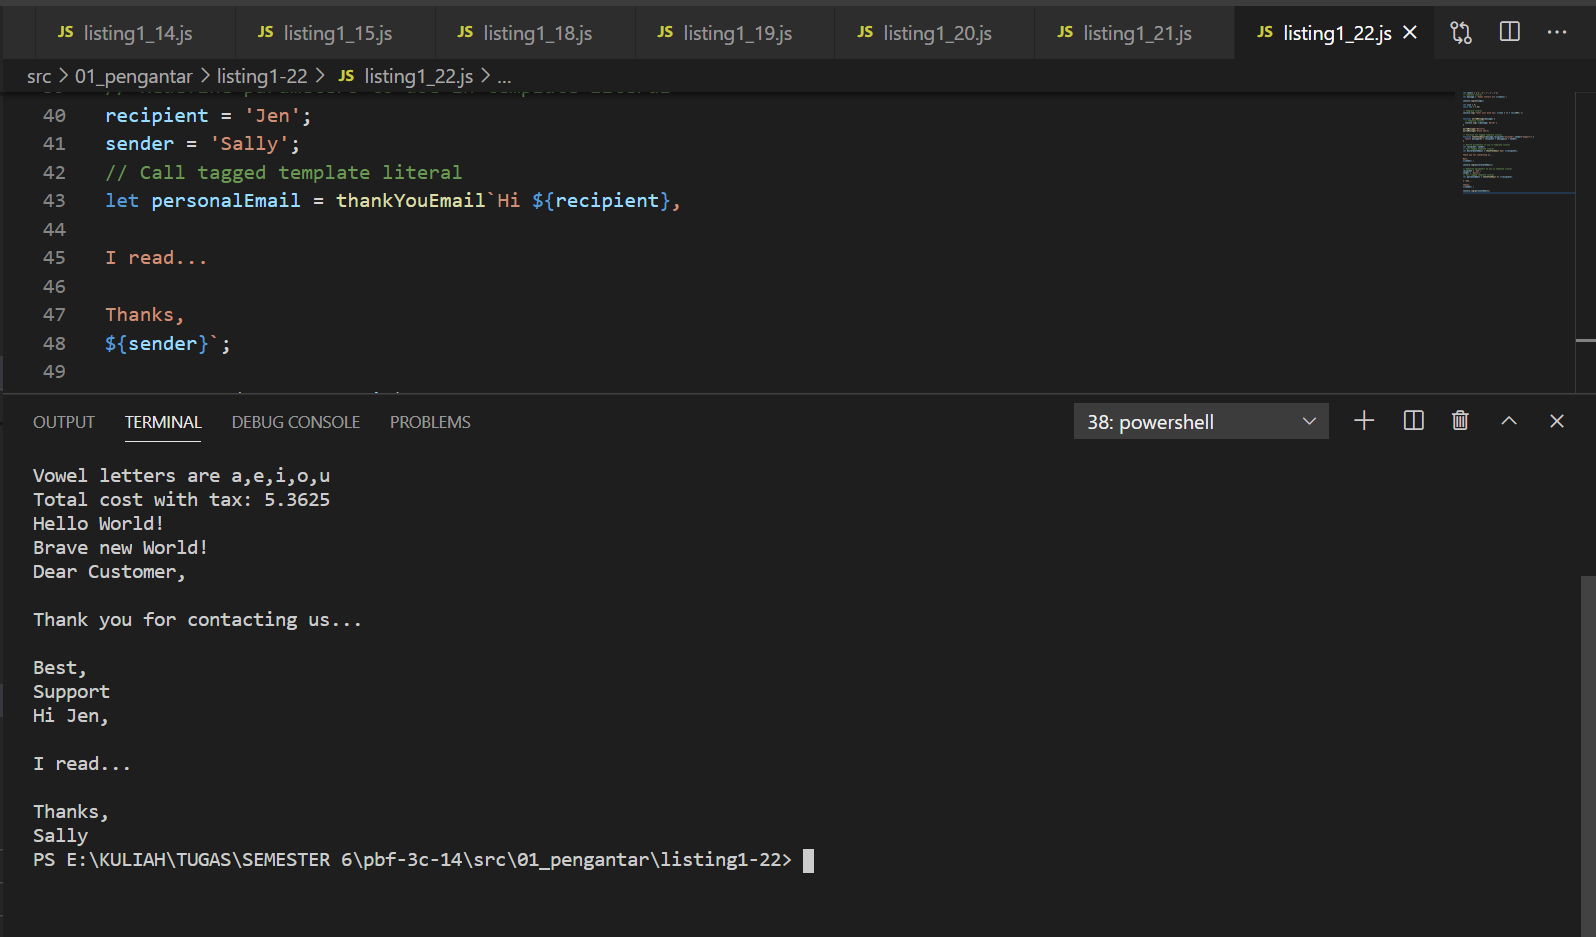 JS listing1_14.js JS listing1_15.js JS listing1_18.js JS listing1_19.js JS listing1_20.js JS listing1_21.js JS listing1_22.js
src > 01_pengantar > listing1-22 > JS listing1_22.js > ...
40 recipient = 'Jen';
41 sender = 'Sally';
42 // Call tagged template literal
43 let personalEmail = thankYouEmail`Hi ${recipient},
44
45 I read...
46
47 Thanks,
48 ${sender}`;
49
OUTPUT TERMINAL DEBUG CONSOLE PROBLEMS 38: powershell
Vowel letters are a,e,i,o,u
Total cost with tax: 5.3625
Hello World!
Brave new World!
Dear Customer,
Thank you for contacting us...
Best,
Support
Hi Jen,
I read...
Thanks,
Sally
PS E:\KULIAH\TUGAS\SEMESTER 6\pbf-3c-14\src\01_pengantar\listing1-22>